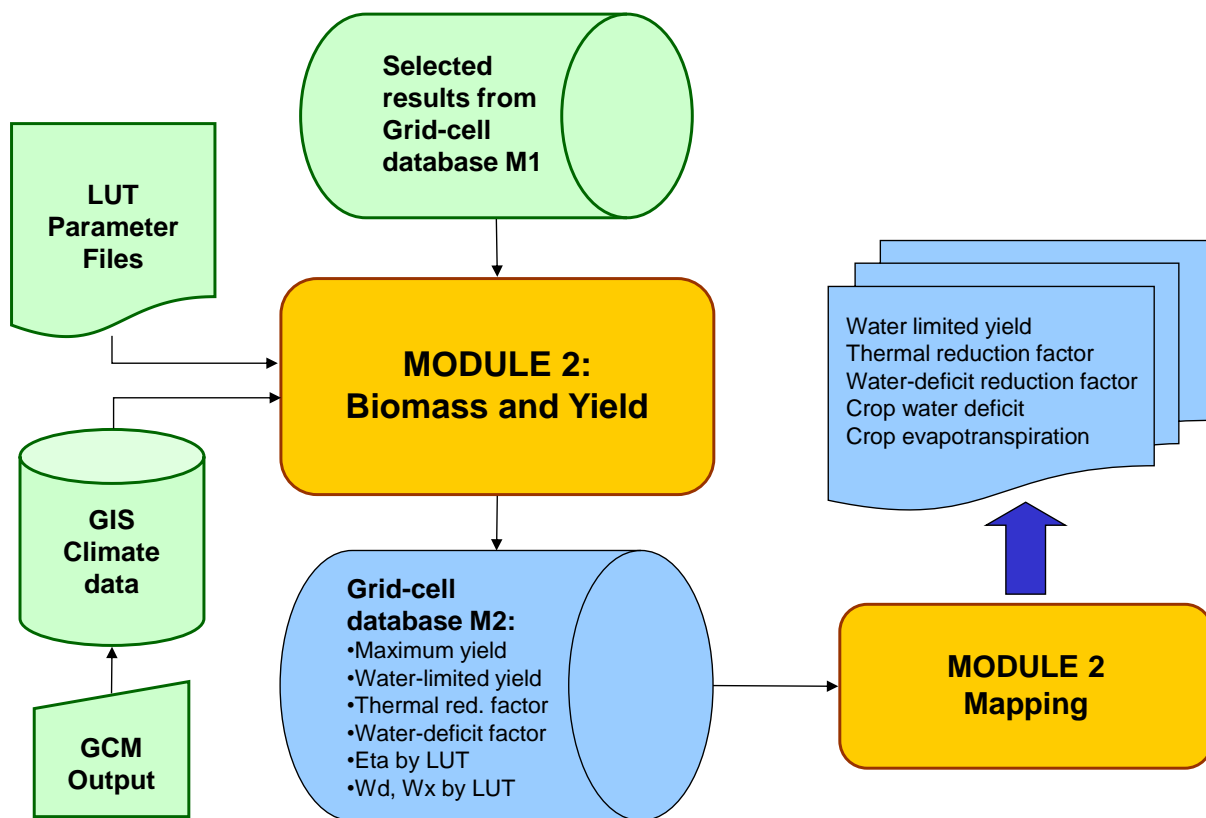 Selected
results from
Grid-cell
database M1
LUT
Parameter
Files
MODULE 2:
Biomass and Yield
Water limited yield
Thermal reduction factor
Water-deficit reduction factor
Crop water deficit
Crop evapotranspiration
GIS
Climate
data
GCM
Output
Grid-cell
database M2:
•Maximum yield
•Water-limited yield
•Thermal red. factor
•Water-deficit factor
•Eta by LUT
•Wd, Wx by LUT
MODULE 2
Mapping